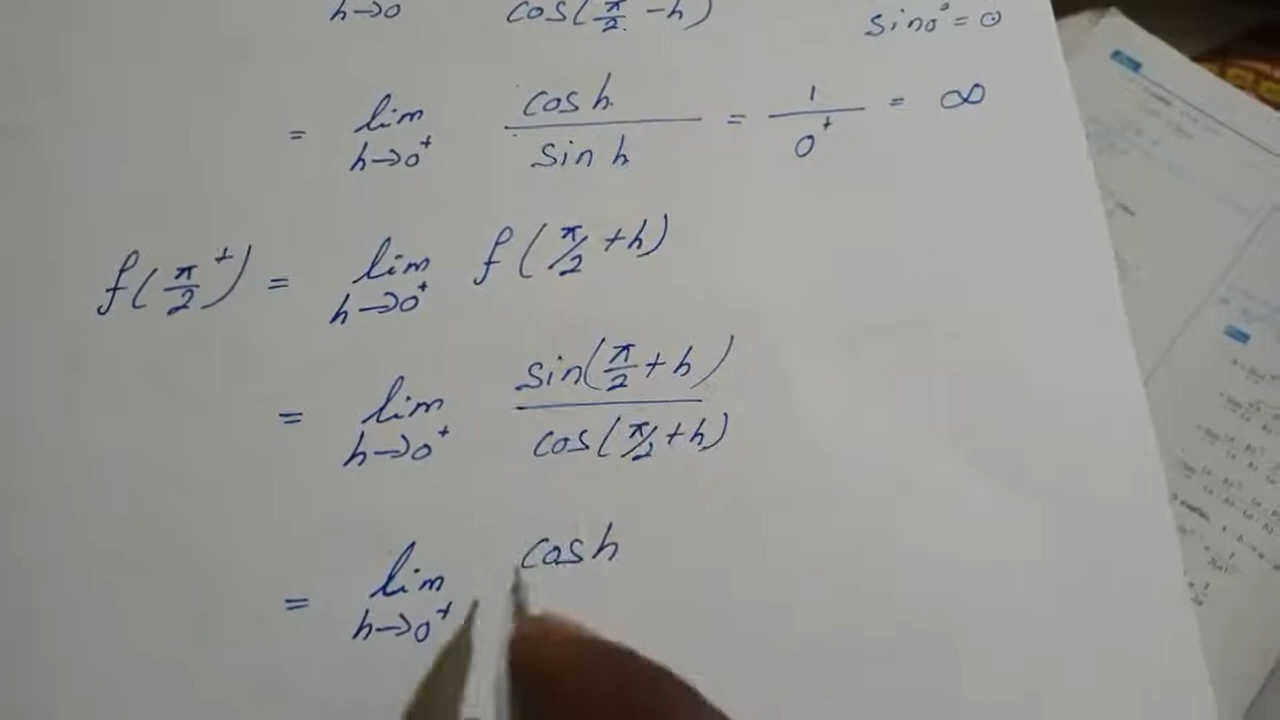 h→0 cos(π/2 - h) sin0° = 0
= lim h→0⁺ cos h / sin h = 1 / 0⁺ = ∞
f(π/2⁺) = lim h→0⁺ f(π/2 + h)
= lim h→0⁺ sin(π/2 + h) / cos(π/2 + h)
= lim h→0⁺ cos h